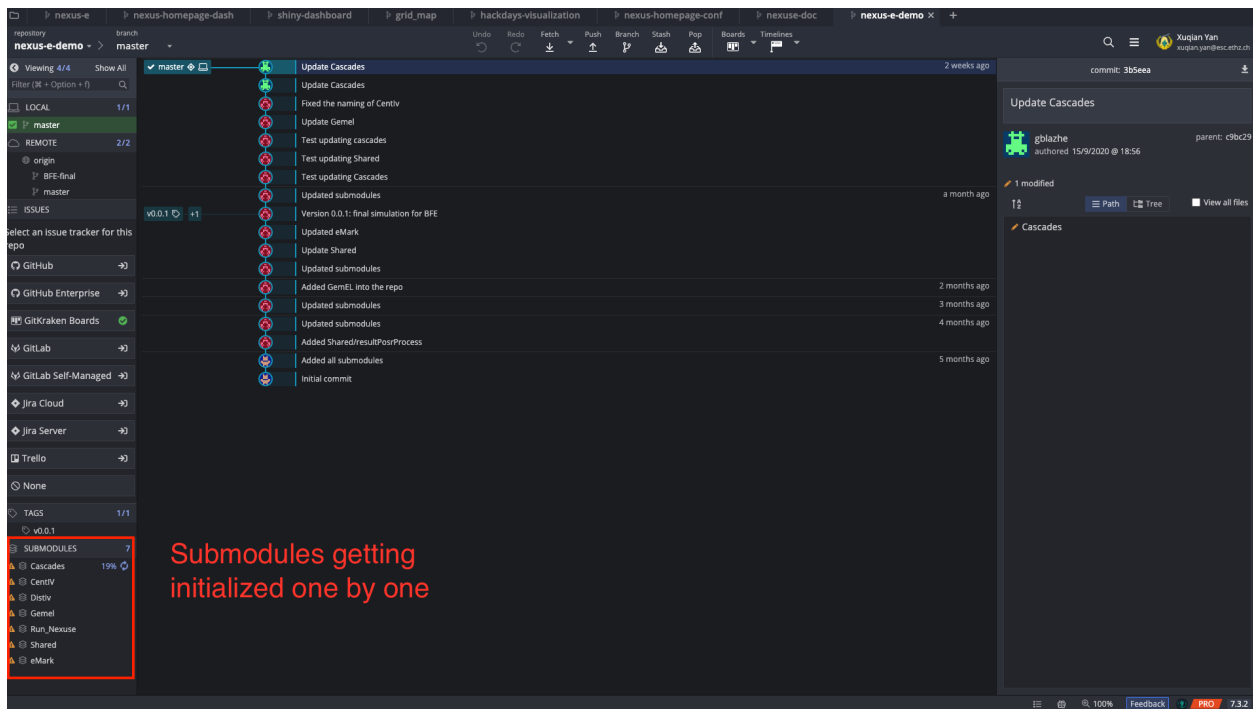 nexus-e
nexus-homepage-dash
shiny-dashboard
grid_map
hackdays-visualization
nexus-homepage-conf
nexuse-doc
nexus-e-demo ×
+
repository
nexus-e-demo
branch
master
Undo
Redo
Fetch
Push
Branch
Stash
Pop
Boards
Timelines
Xuqian Yan
xuqian.yan@esc.ethz.ch
Viewing 4/4 Show All
Filter (⌘ + Option + f)
LOCAL 1/1
master
REMOTE 2/2
origin
BFE-final
master
ISSUES
Select an issue tracker for this
repo
GitHub
GitHub Enterprise
GitKraken Boards
GitLab
GitLab Self-Managed
Jira Cloud
Jira Server
Trello
None
TAGS 1/1
v0.0.1
SUBMODULES 7
Cascades 19%
CentIV
DistIv
Gemel
Run_Nexuse
Shared
eMark
master
Update Cascades 2 weeks ago
Update Cascades
Fixed the naming of CentIv
Update Gemel
Test updating cascades
Test updating Shared
Test updating Cascades
Updated submodules a month ago
v0.0.1 +1 Version 0.0.1: final simulation for BFE
Updated eMark
Update Shared
Updated submodules
Added GemEL into the repo 2 months ago
Updated submodules 3 months ago
Updated submodules 4 months ago
Added Shared/resultPosrProcess
Added all submodules 5 months ago
Initial commit
Submodules getting
initialized one by one
commit: 3b5eea
Update Cascades
gblazhe
authored 15/9/2020 @ 18:56
parent: c9bc29
1 modified
Path
Tree
View all files
Cascades
100%
Feedback
PRO
7.3.2